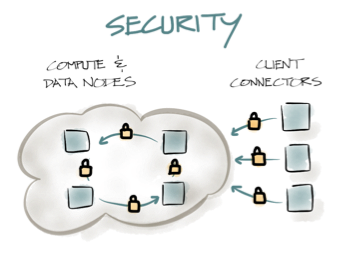 SECURITY
COMPUTE &
DATA NODES
CLIENT
CONNECTORS